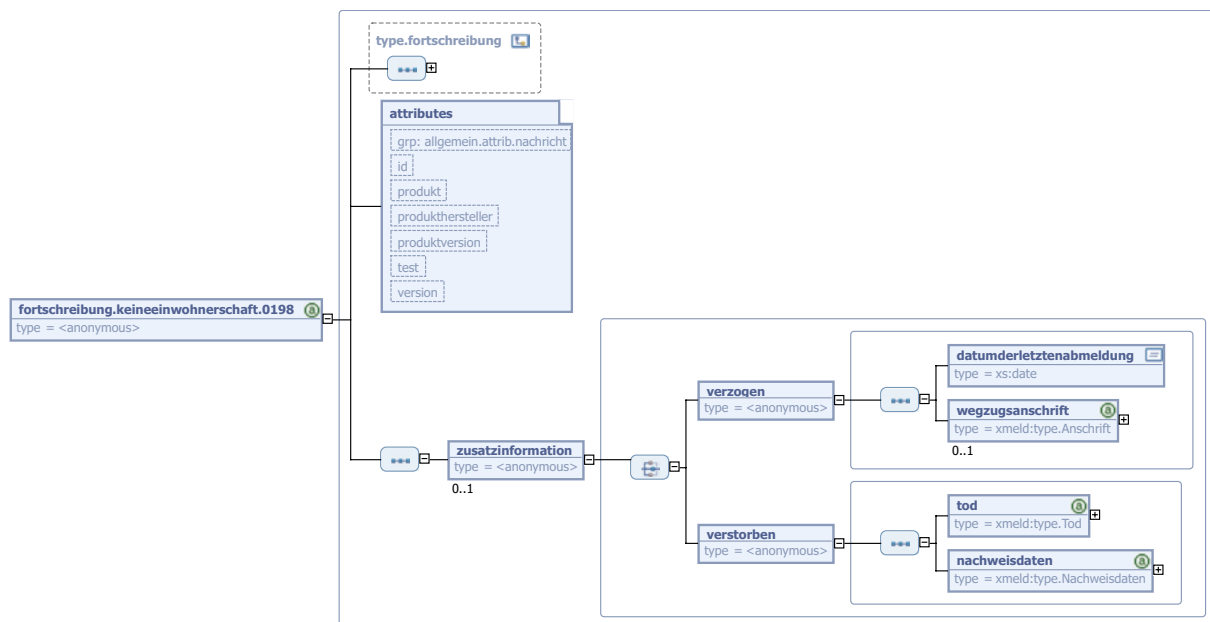 type.fortschreibung
attributes
grp: allgemein.attrib.nachricht
id
produkt
produkthersteller
produktversion
test
version
fortschreibung.keineeinwohnerschaft.0198 a
type = <anonymous>
zusatzinformation
type = <anonymous>
0..1
verzogen
type = <anonymous>
datumderletztenabmeldung
type = xs:date
wegzugsanschrift a
type = xmeld:type.Anschrift
0..1
verstorben
type = <anonymous>
tod a
type = xmeld:type.Tod
nachweisdaten a
type = xmeld:type.Nachweisdaten